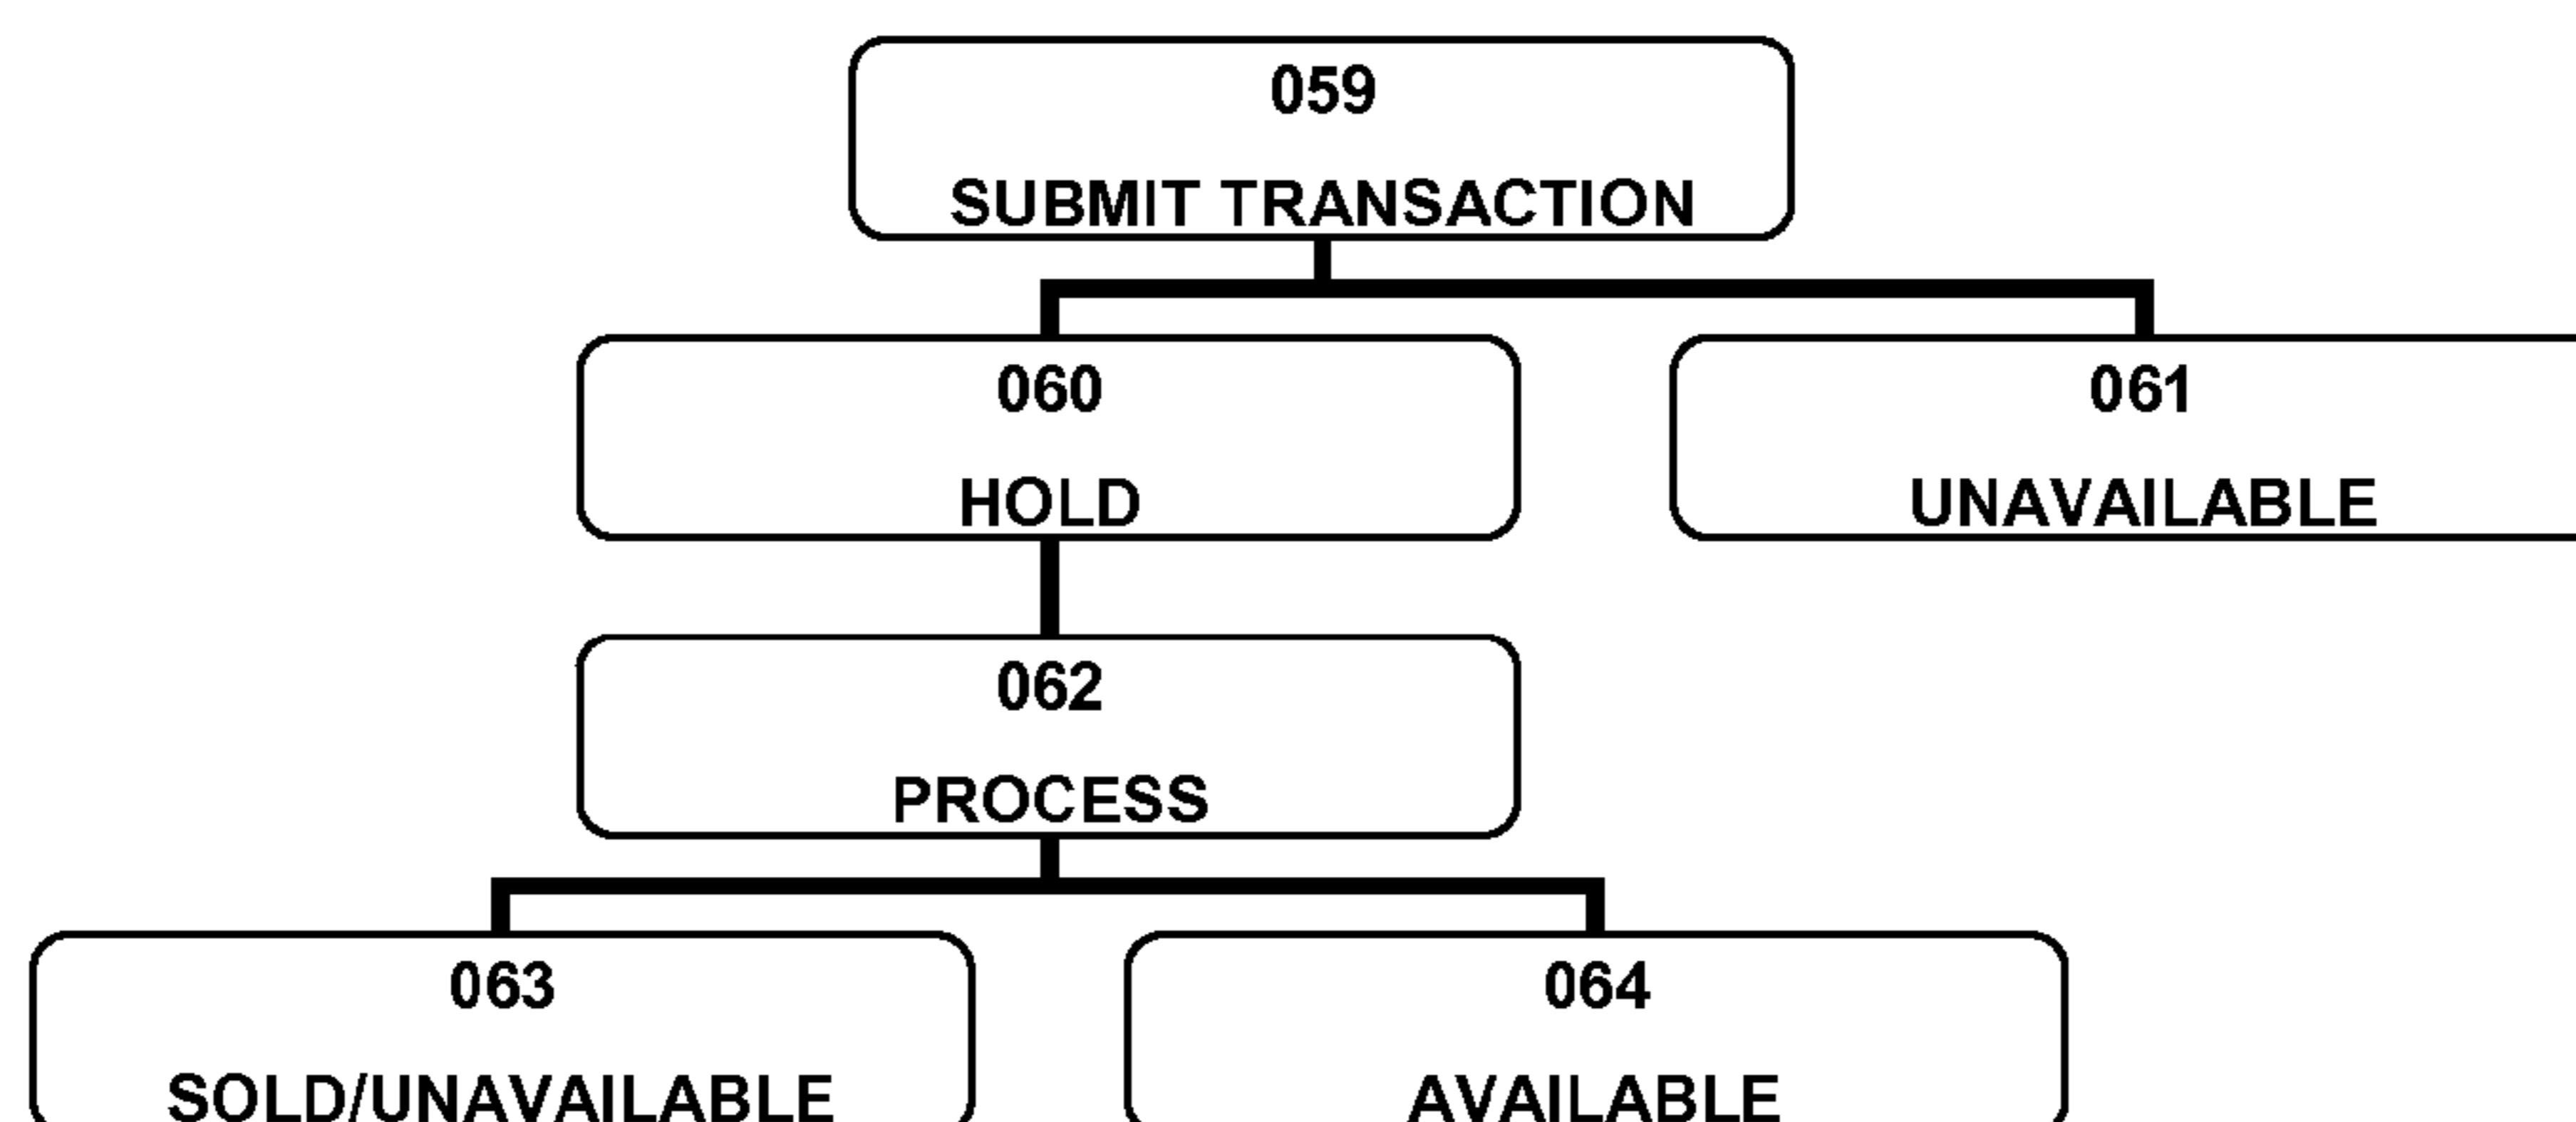 059
SUBMIT TRANSACTION
060
HOLD
061
UNAVAILABLE
062
PROCESS
063
SOLD/UNAVAILABLE
064
AVAILABLE